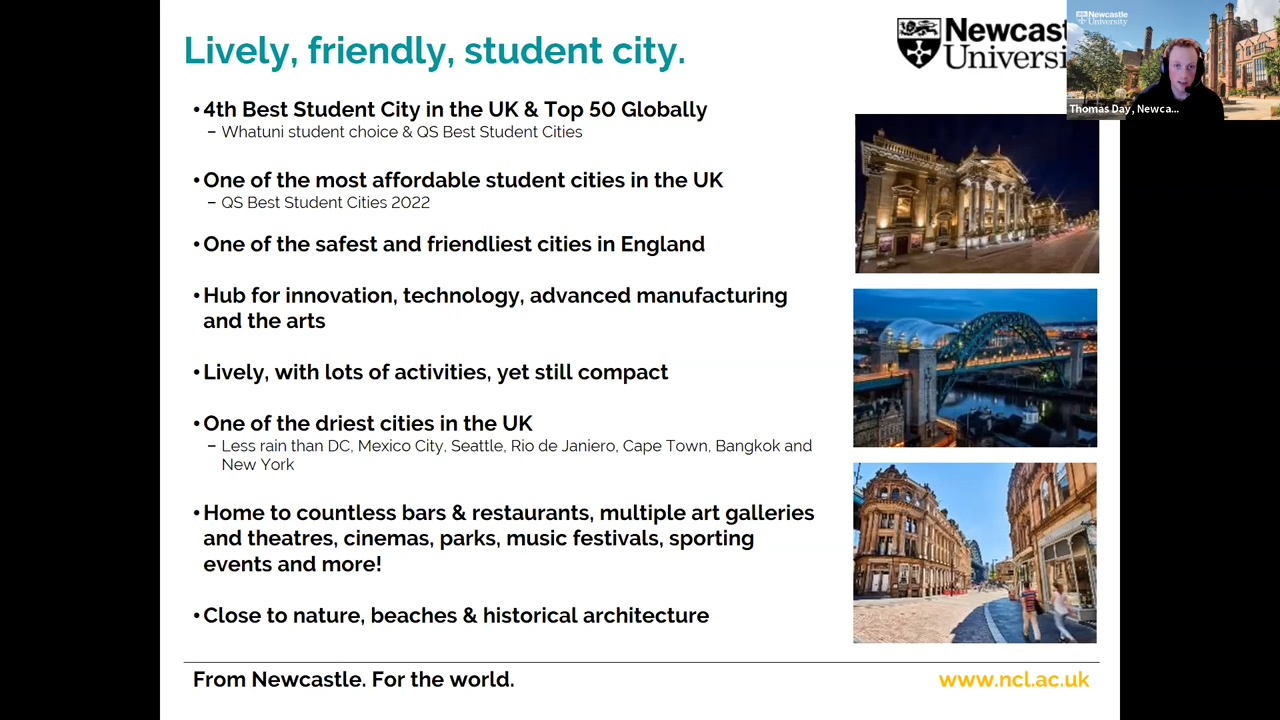 Lively, friendly, student city.
Newcast
Universi
Newcastle
University
Thomas Day, Newca...
• 4th Best Student City in the UK & Top 50 Globally
– Whatuni student choice & QS Best Student Cities
• One of the most affordable student cities in the UK
– QS Best Student Cities 2022
• One of the safest and friendliest cities in England
• Hub for innovation, technology, advanced manufacturing
and the arts
• Lively, with lots of activities, yet still compact
• One of the driest cities in the UK
– Less rain than DC, Mexico City, Seattle, Rio de Janiero, Cape Town, Bangkok and
New York
• Home to countless bars & restaurants, multiple art galleries
and theatres, cinemas, parks, music festivals, sporting
events and more!
• Close to nature, beaches & historical architecture
From Newcastle. For the world.
www.ncl.ac.uk